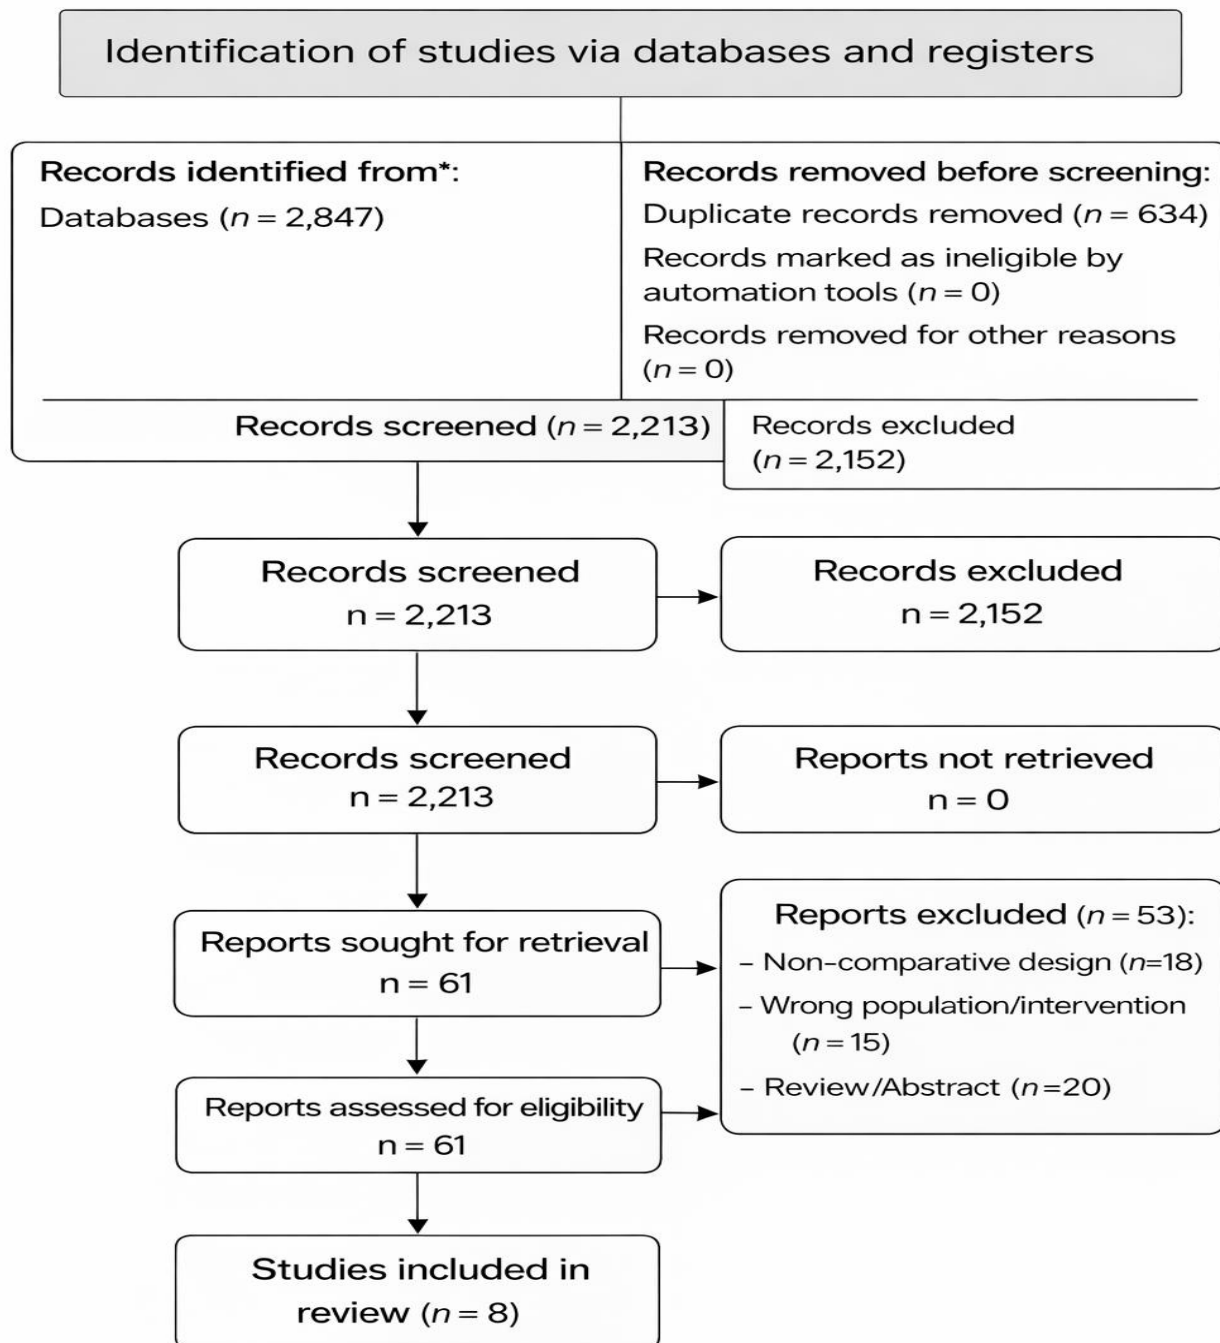 Identification of studies via databases and registers
Records identified from*:
Databases (n = 2,847)
Records removed before screening:
Duplicate records removed (n = 634)
Records marked as ineligible by
automation tools (n = 0)
Records removed for other reasons
(n = 0)
Records screened (n = 2,213)
Records excluded
(n = 2,152)
Records screened
n = 2,213
Records excluded
n = 2,152
Records screened
n = 2,213
Reports not retrieved
n = 0
Reports sought for retrieval
n = 61
Reports excluded (n = 53):
– Non-comparative design (n=18)
– Wrong population/intervention
(n = 15)
– Review/Abstract (n=20)
Reports assessed for eligibility
n = 61
Studies included in
review (n = 8)